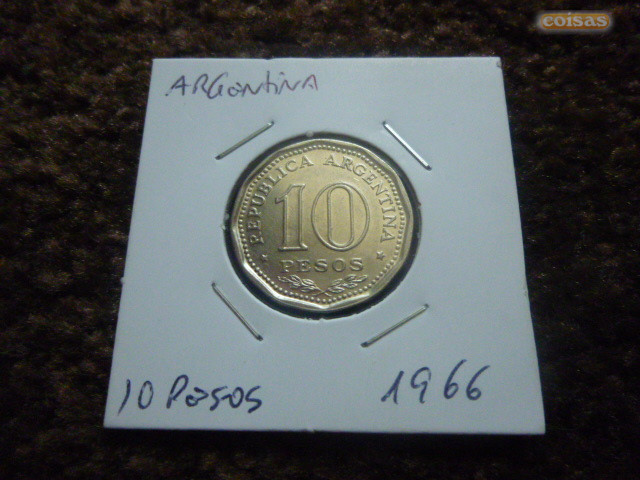 coisas
ARGENtiNA
REPUBLICA ARGENTINA
10
PESOS
10 Pesos
1966